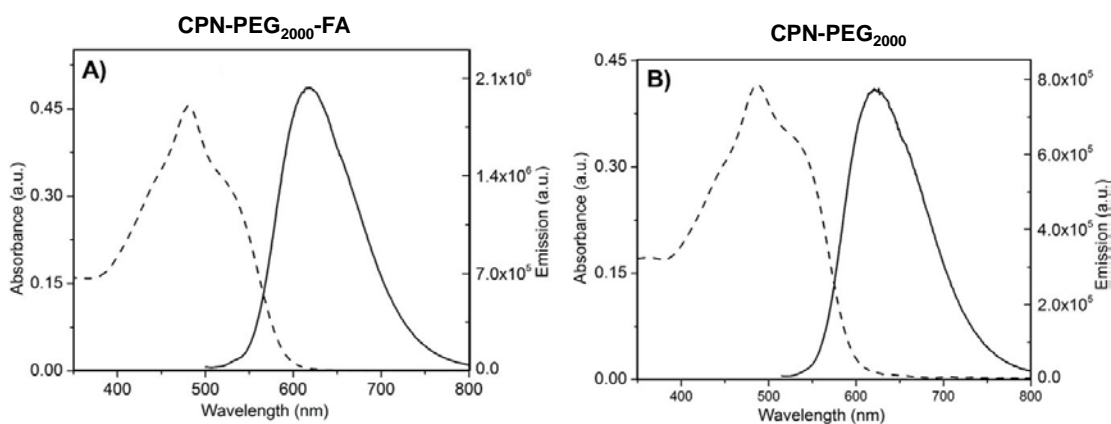 CPN-PEG2000-FA
A)
Absorbance (a.u.)
0.45
0.30
0.15
0.00
2.1x10^6
1.4x10^6
7.0x10^5
0.0
Emission (a.u.)
400 500 600 700 800
Wavelength (nm)
CPN-PEG2000
B)
Absorbance (a.u.)
0.45
0.30
0.15
0.00
8.0x10^5
6.0x10^5
4.0x10^5
2.0x10^5
0.0
Emission (a.u.)
400 500 600 700 800
Wavelength (nm)